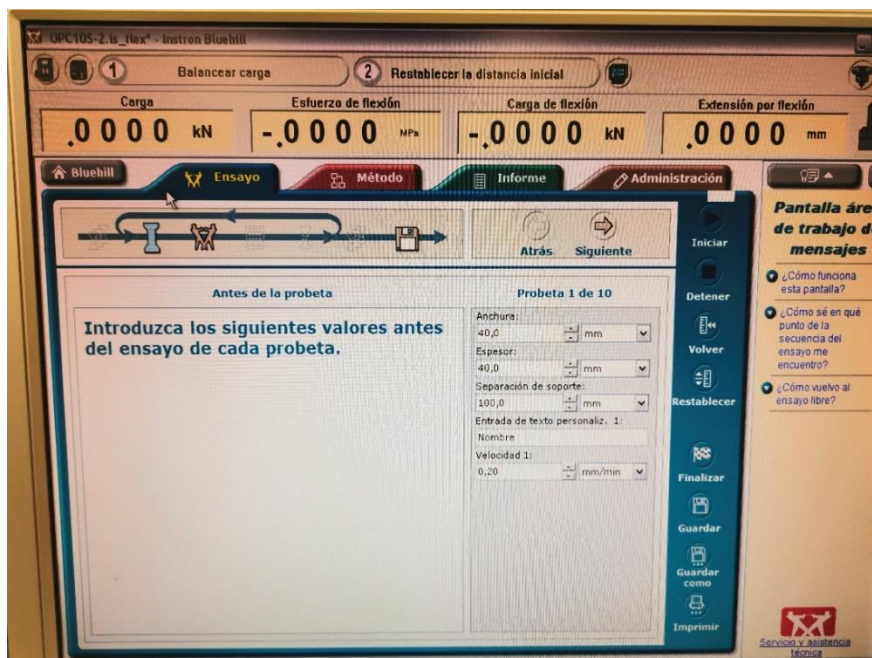 OPC10S-2.is_flex* - Instron Bluehill
1 Balancear carga
2 Restablecer la distancia inicial
Carga
.0000 kN
Esfuerzo de flexión
-.0000 MPa
Carga de flexión
-.0000 kN
Extensión por flexión
.0000 mm
Bluehill
Ensayo
Método
Informe
Administración
Atrás
Siguiente
Antes de la probeta
Introduzca los siguientes valores antes
del ensayo de cada probeta.
Probeta 1 de 10
Anchura:
40,0 mm
Espesor:
40,0 mm
Separación de soporte:
100,0 mm
Entrada de texto personaliz. 1:
Nombre
Velocidad 1:
0,20 mm/min
Iniciar
Detener
Volver
Restablecer
Finalizar
Guardar
Guardar
como
Imprimir
Pantalla áre
de trabajo d
mensajes
¿Cómo funciona
esta pantalla?
¿Cómo sé en qué
punto de la
secuencia del
ensayo me
encuentro?
¿Cómo vuelvo al
ensayo libre?
Servicio y asistencia
técnica